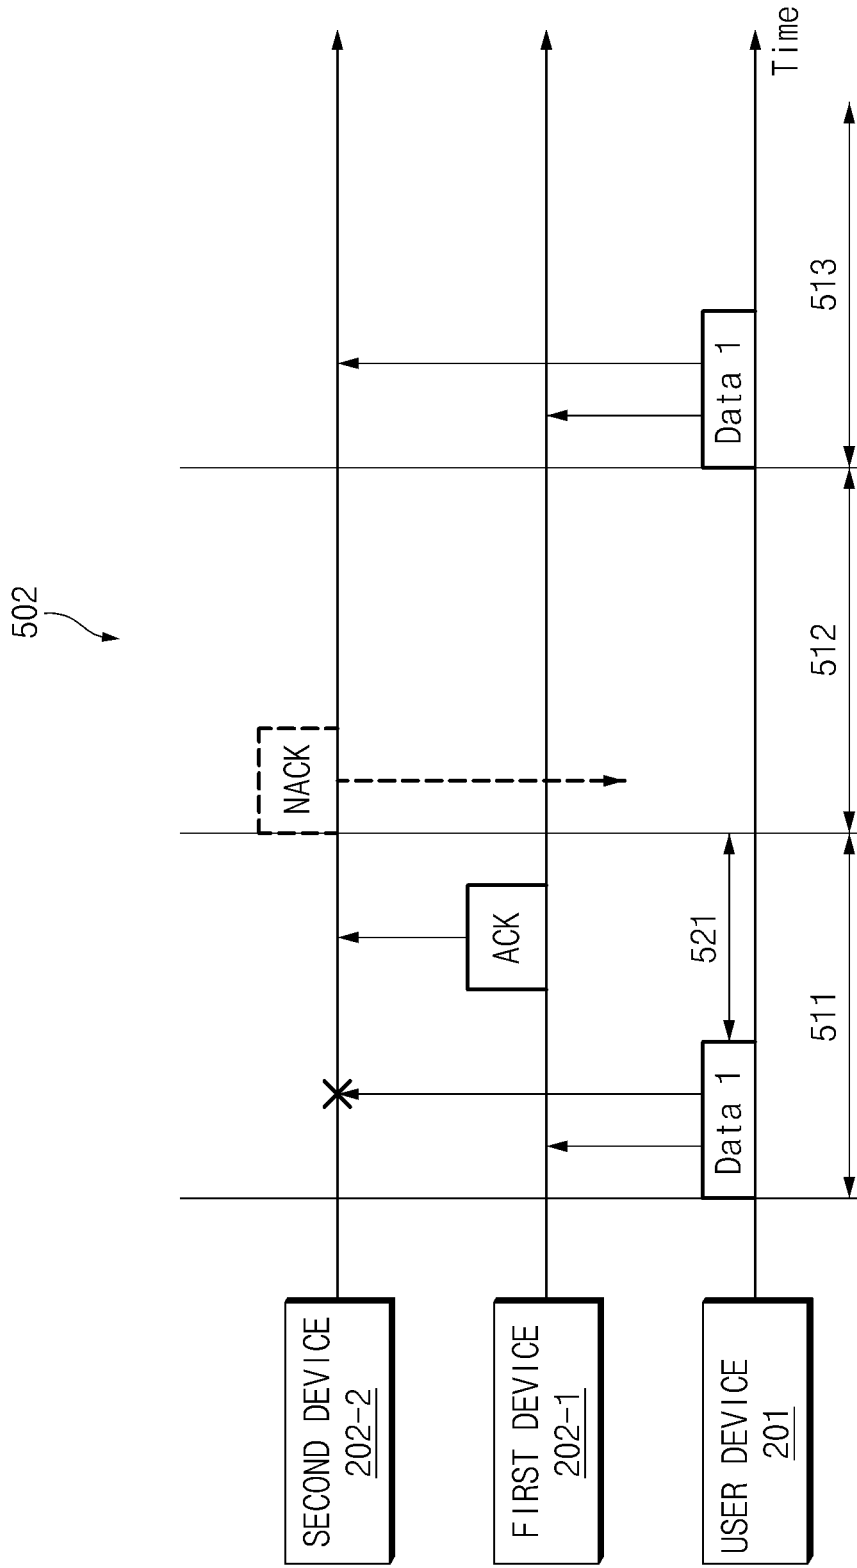 502
SECOND DEVICE
202-2
NACK
FIRST DEVICE
202-1
ACK
USER DEVICE
201
Data 1
521
Data 1
Time
511
512
513